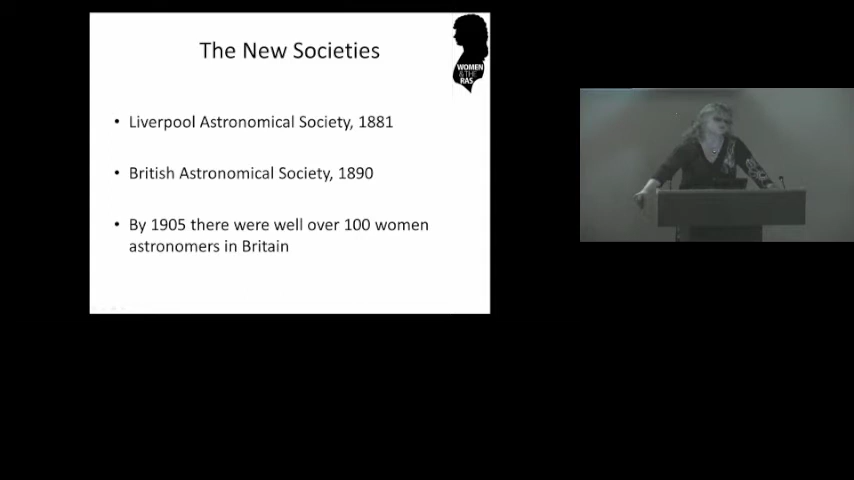 The New Societies
WOMEN
& THE
RAS
• Liverpool Astronomical Society, 1881
• British Astronomical Society, 1890
• By 1905 there were well over 100 women
astronomers in Britain